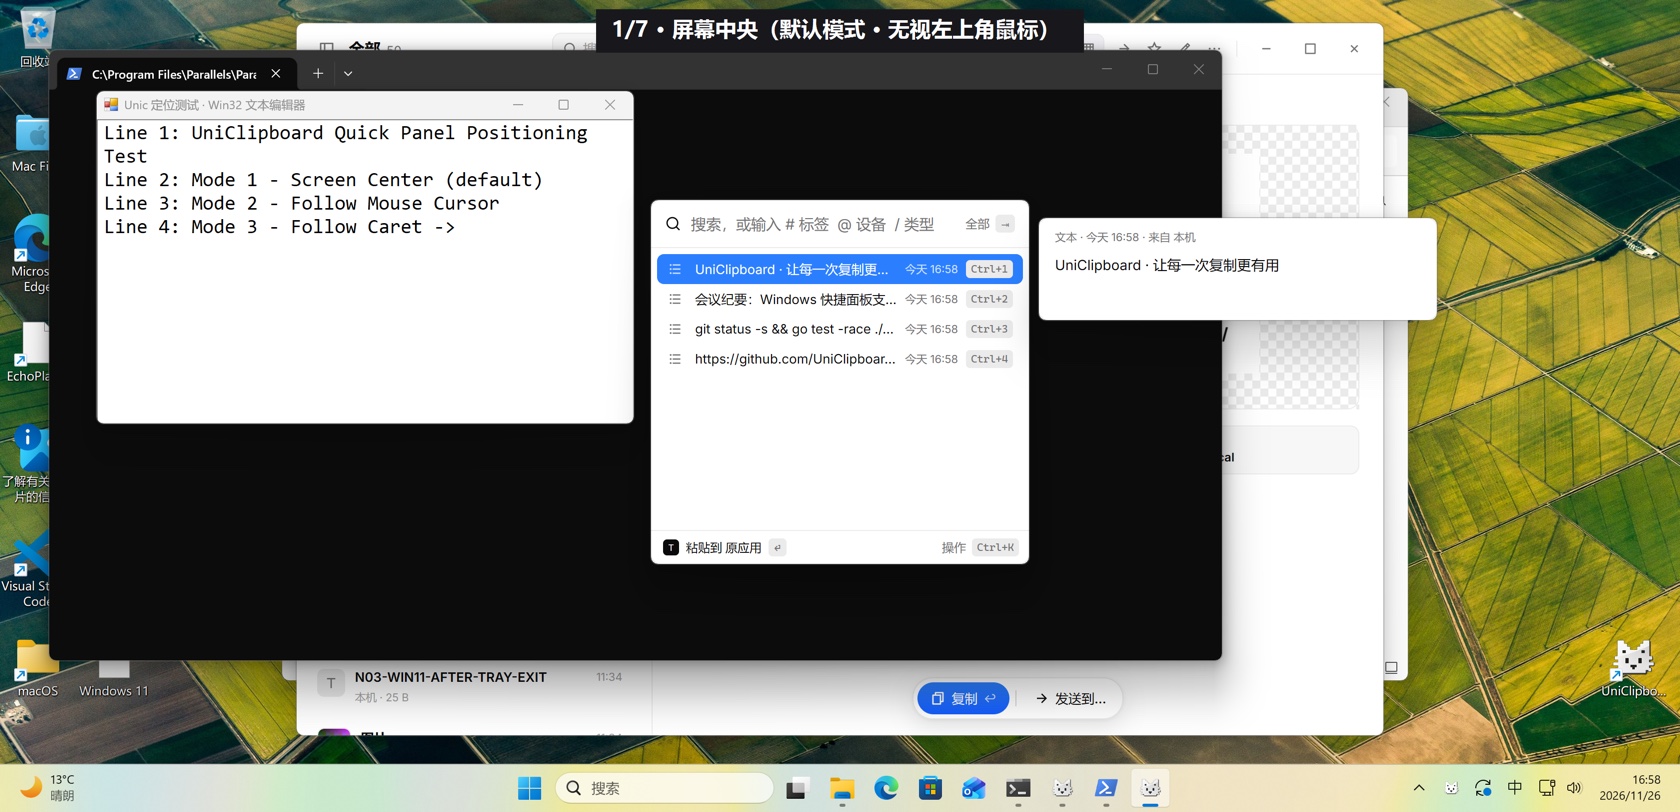 1/7 • 屏幕中央（默认模式 • 无视左上角鼠标）
回收
全部 50
C:\Program Files\Parallels\Para
Unic 定位测试 · Win32 文本编辑器
Line 1: UniClipboard Quick Panel Positioning
Test
Line 2: Mode 1 - Screen Center (default)
Line 3: Mode 2 - Follow Mouse Cursor
Line 4: Mode 3 - Follow Caret ->
搜索，或输入 # 标签 @ 设备 / 类型
全部
UniClipboard · 让每一次复制更... 今天 16:58 Ctrl+1
会议纪要：Windows 快捷面板支... 今天 16:58 Ctrl+2
git status -s && go test -race ./... 今天 16:58 Ctrl+3
https://github.com/UniClipboar... 今天 16:58 Ctrl+4
粘贴到 原应用
操作 Ctrl+K
文本 · 今天 16:58 · 来自 本机
UniClipboard · 让每一次复制更有用
Mac Fi
Micros
Edge
EchoPla
了解有关
片的信
Visual St
Code
macOS
Windows 11
T
N03-WIN11-AFTER-TRAY-EXIT 11:34
本机 · 25 B
cal
复制
发送到...
UniClipbo...
13°C
晴朗
搜索
中
16:58
2026/11/26